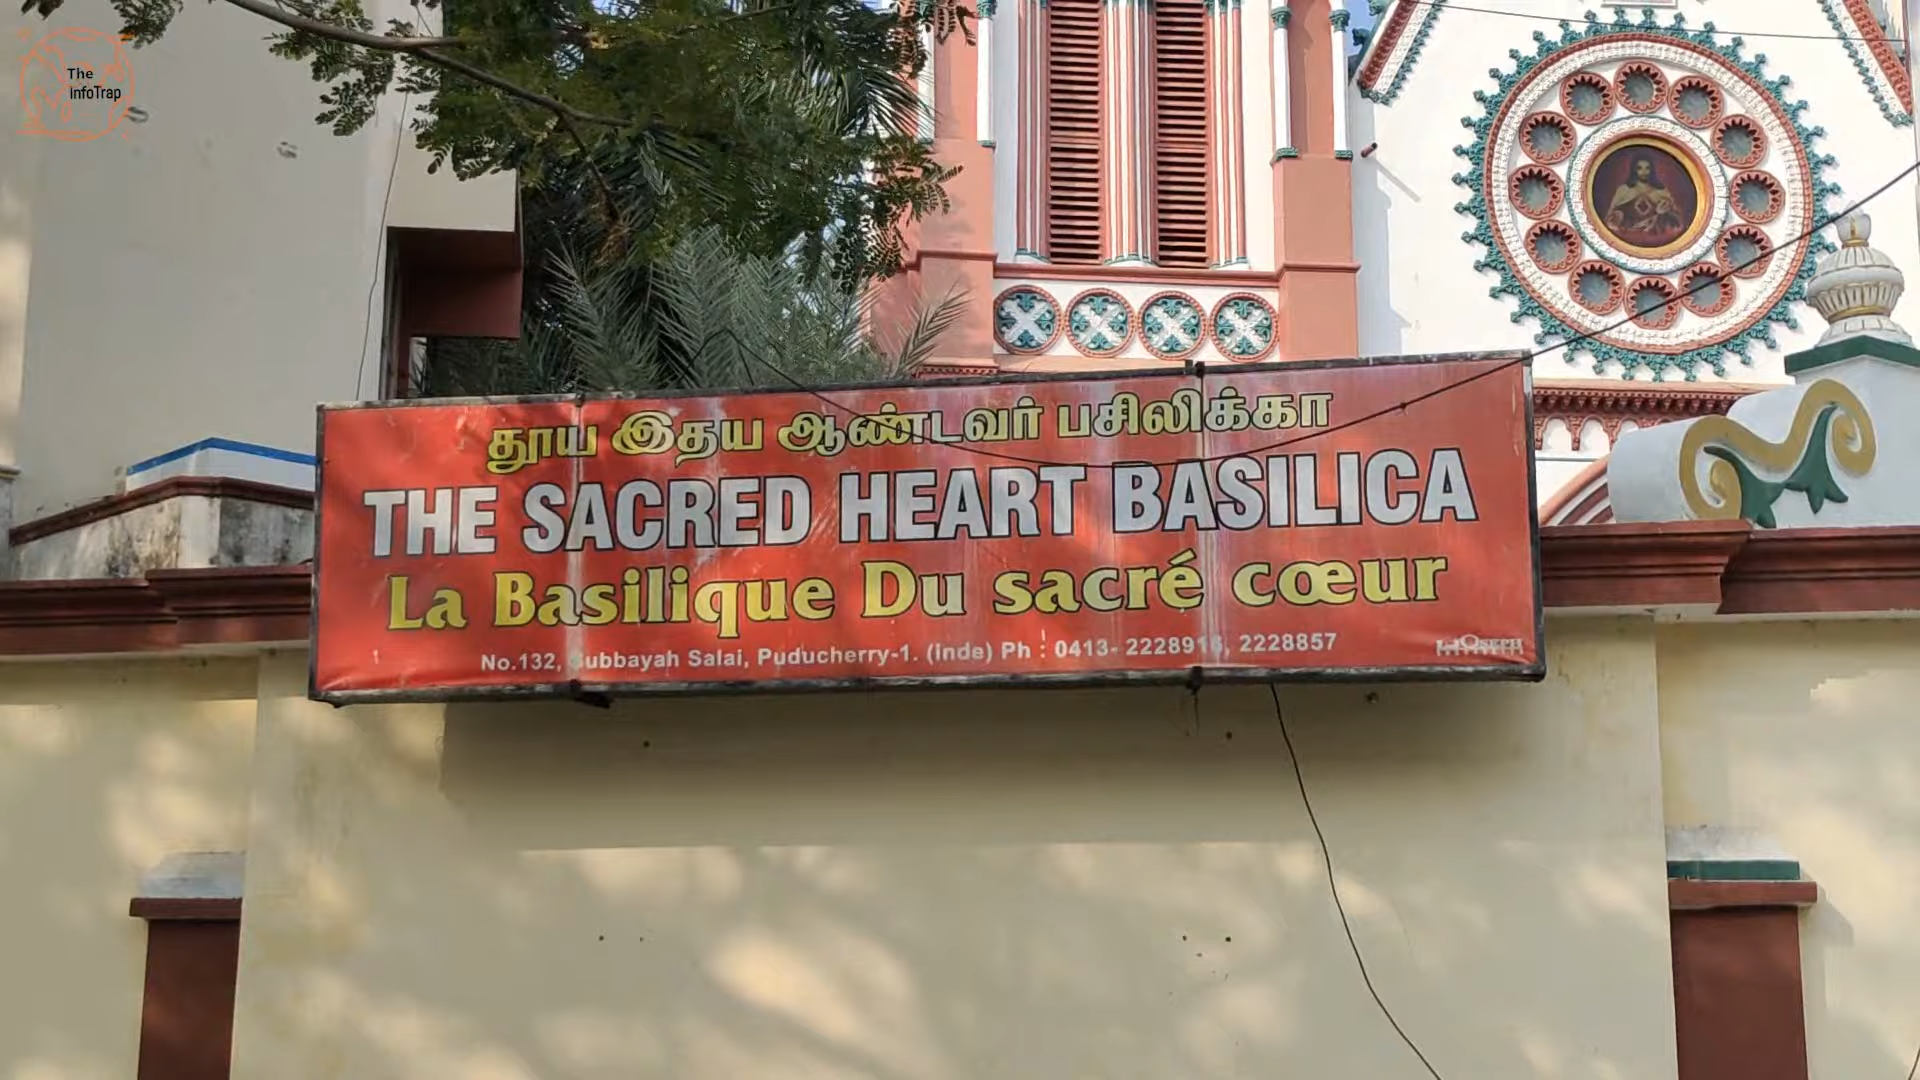 The
infoTrap
தூய இதய ஆண்டவர் பசிலிக்கா
THE SACRED HEART BASILICA
La Basilique Du sacré cœur
No.132, Subbayah Salai, Puducherry-1. (Inde) Ph : 0413- 2228915, 2228857